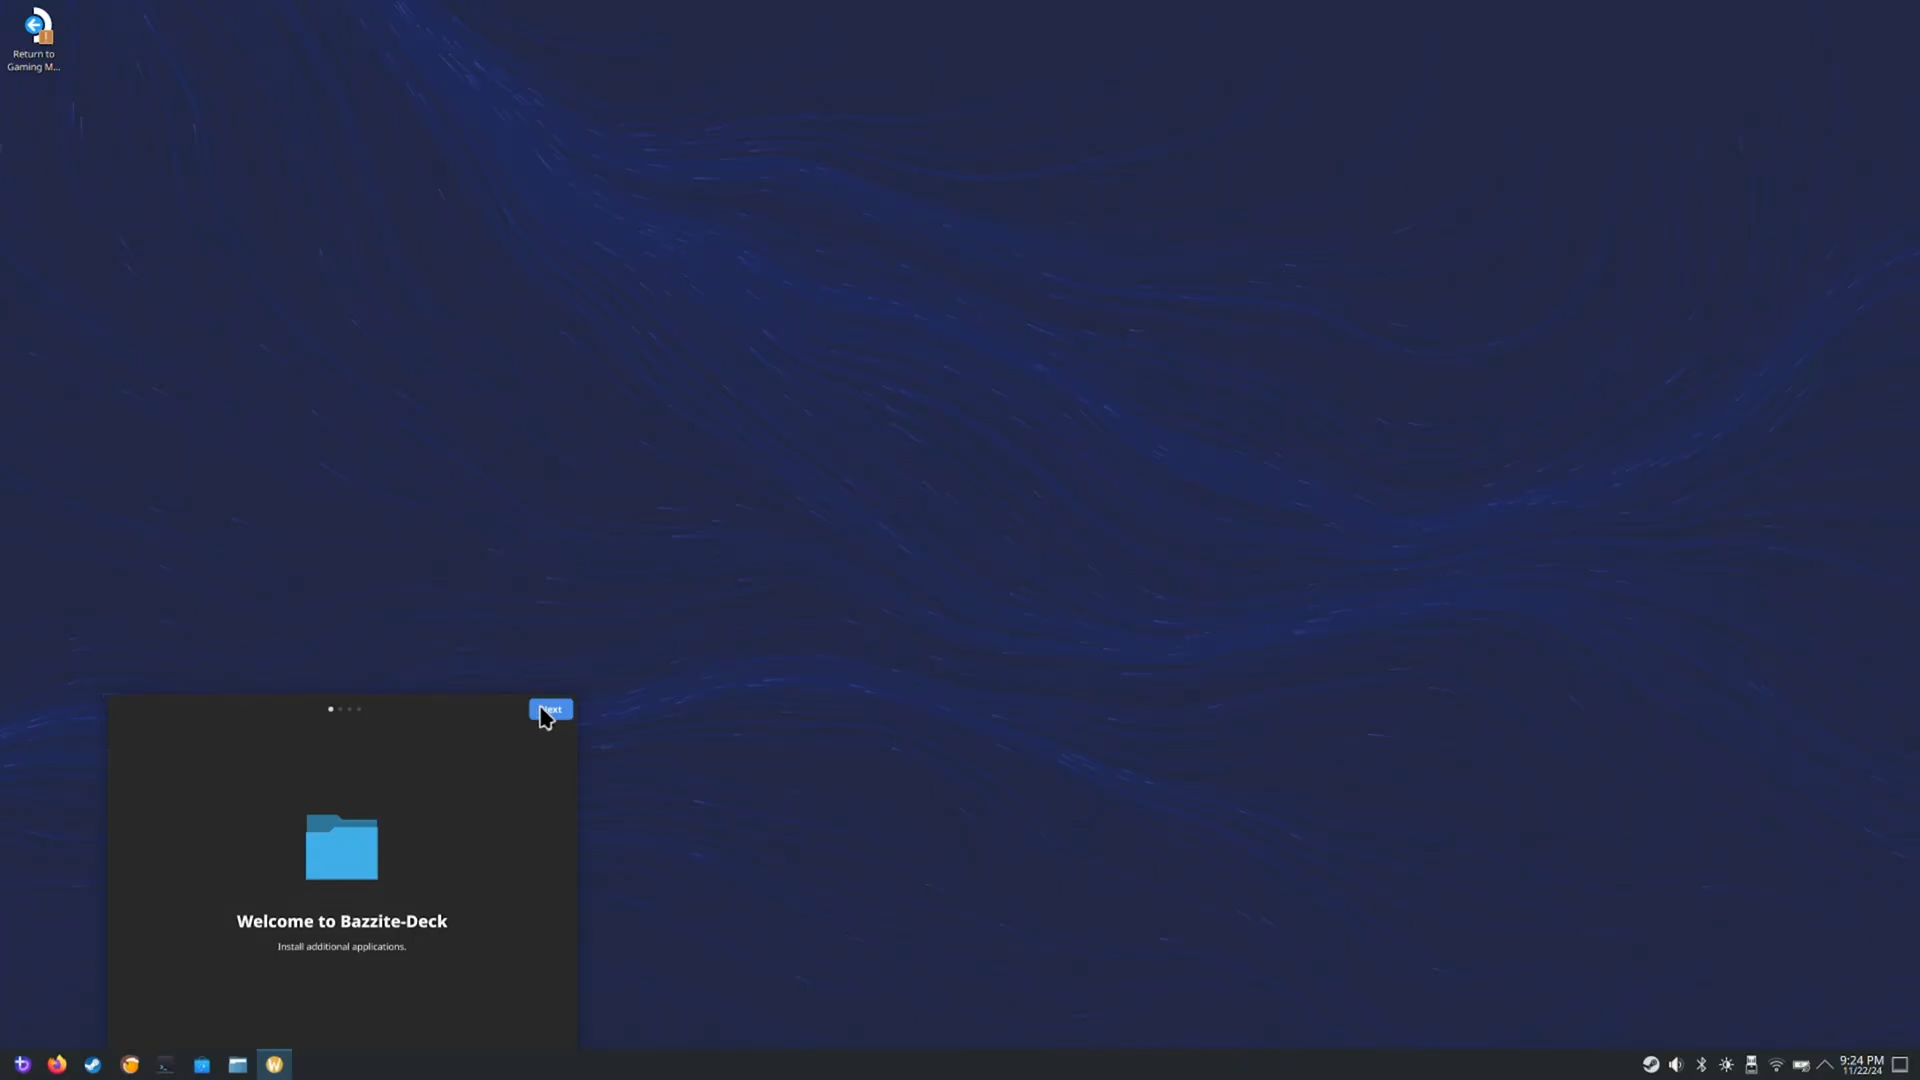 Return to
Gaming M...
Next
Welcome to Bazzite-Deck
Install additional applications.
9:24 PM
11/22/24